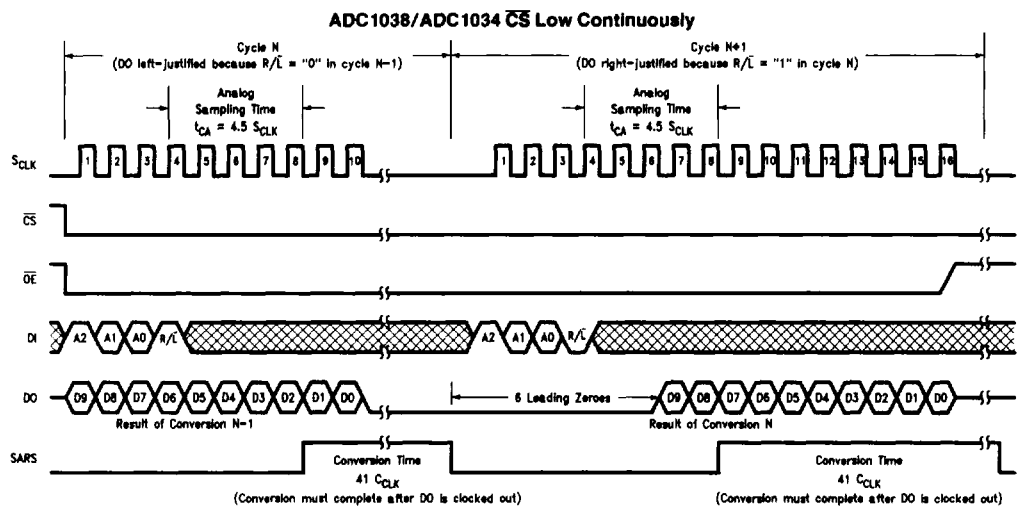 ADC1038/ADC1034 C̅S̅ Low Continuously
Cycle N
(DO left-justified because R/L̅ = "0" in cycle N-1)
Cycle N+1
(DO right-justified because R/L̅ = "1" in cycle N)
Analog
Sampling Time
tCA = 4.5 SCLK
Analog
Sampling Time
tCA = 4.5 SCLK
SCLK 1 2 3 4 5 6 7 8 9 10 1 2 3 4 5 6 7 8 9 10 11 12 13 14 15 16
C̅S̅
O̅E̅
DI A2 A1 A0 R/L̅ A2 A1 A0 R/L̅
DO D9 D8 D7 D6 D5 D4 D3 D2 D1 D0 6 Leading Zeroes D9 D8 D7 D6 D5 D4 D3 D2 D1 D0
Result of Conversion N-1
Result of Conversion N
SARS
Conversion Time
41 CCLK
(Conversion must complete after DO is clocked out)
Conversion Time
41 CCLK
(Conversion must complete after DO is clocked out)